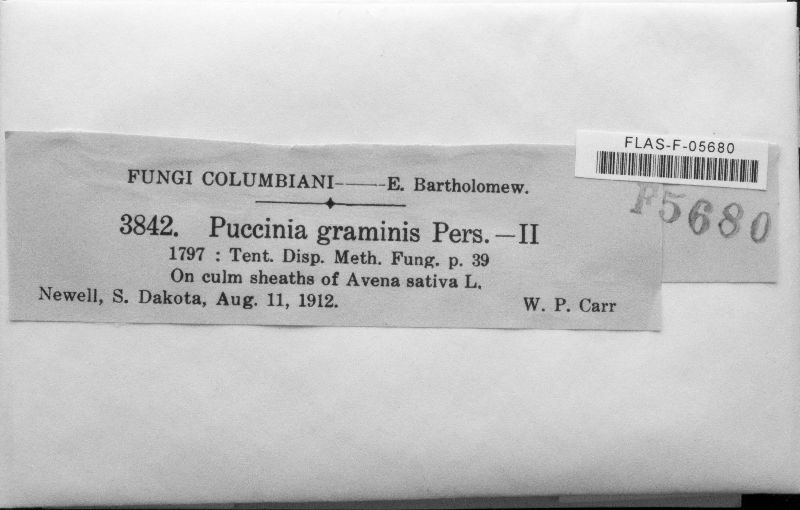 FLAS-F-05680
F5680
FUNGI COLUMBIANI——E. Bartholomew.
3842. Puccinia graminis Pers.—II
1797 : Tent. Disp. Meth. Fung. p. 39
On culm sheaths of Avena sativa L.
Newell, S. Dakota, Aug. 11, 1912. W. P. Carr